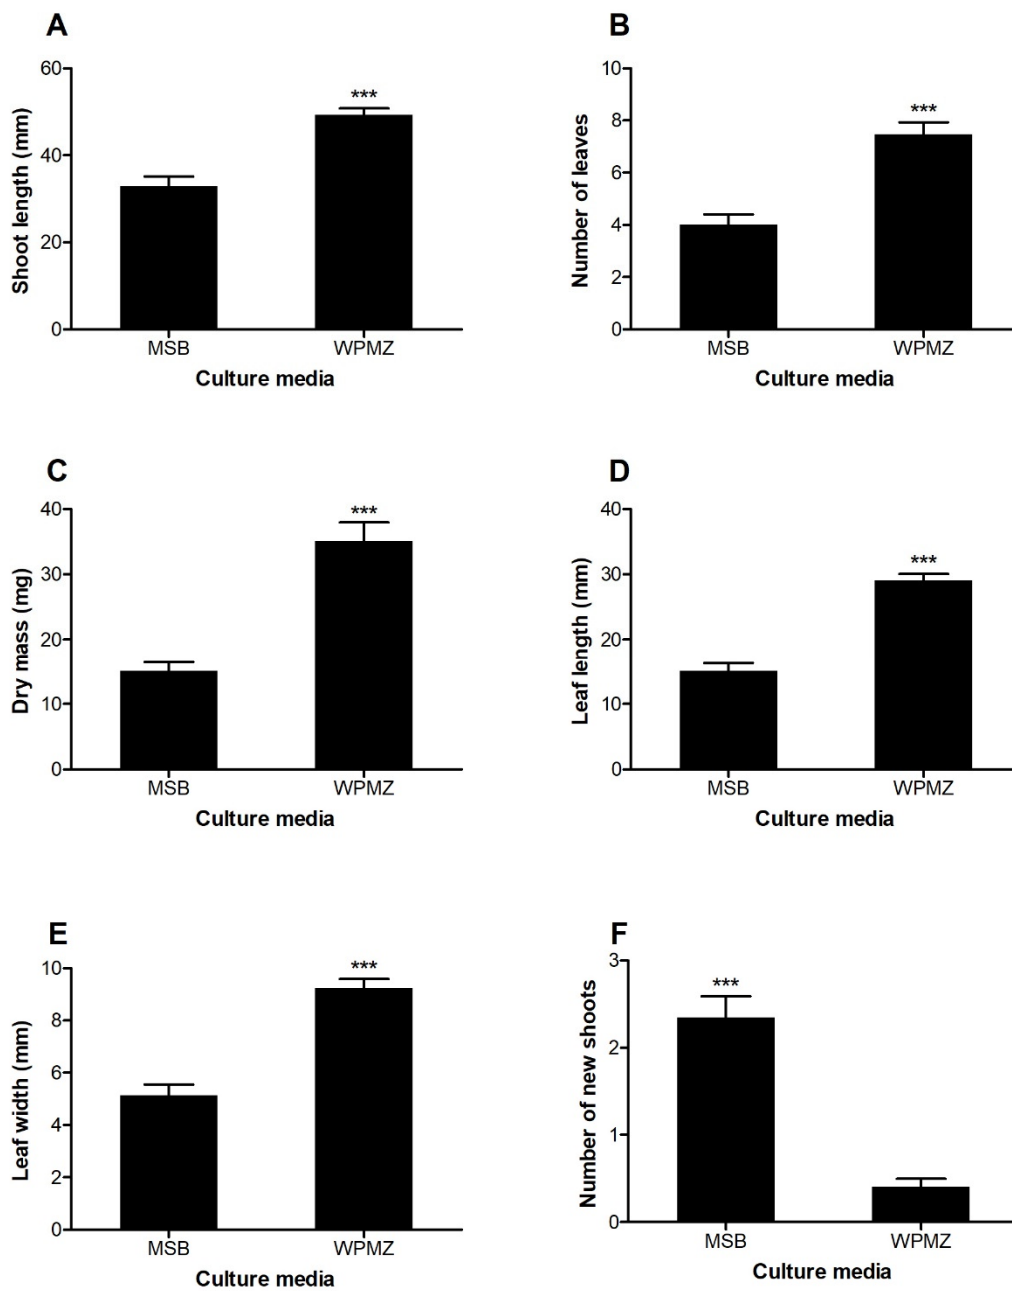 A
Shoot length (mm)
60
40
20
0
***
MSB WPMZ
Culture media
B
Number of leaves
10
8
6
4
2
0
***
MSB WPMZ
Culture media
C
Dry mass (mg)
40
30
20
10
0
***
MSB WPMZ
Culture media
D
Leaf length (mm)
40
30
20
10
0
***
MSB WPMZ
Culture media
E
Leaf width (mm)
10
8
6
4
2
0
***
MSB WPMZ
Culture media
F
Number of new shoots
3
2
1
0
***
MSB WPMZ
Culture media